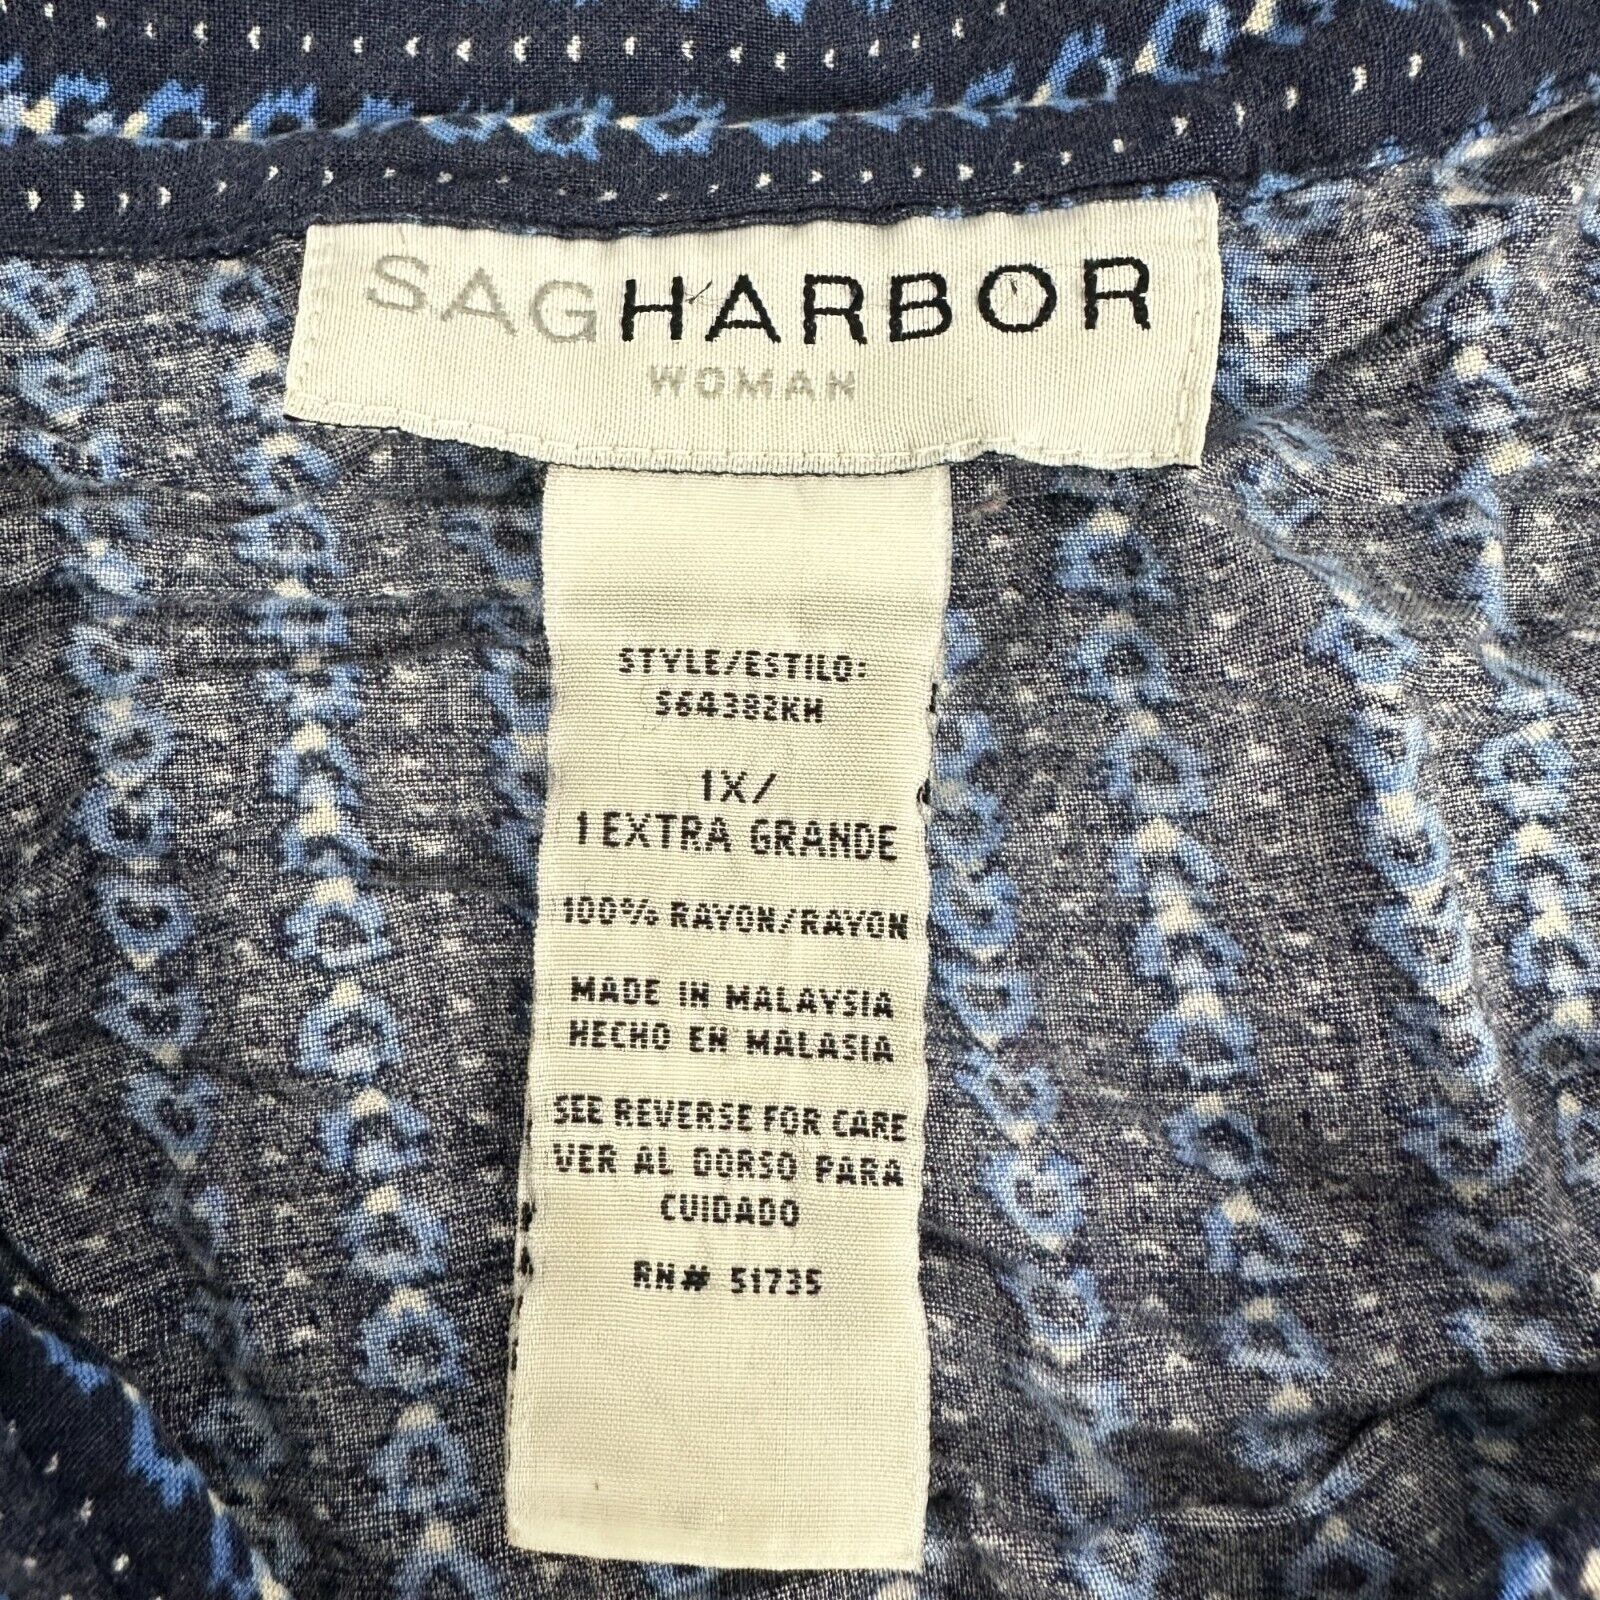 SAGHARBOR
WOMAN
STYLE/ESTILO:
S64382KM
1X/
1 EXTRA GRANDE
100% RAYON/RAYON
MADE IN MALAYSIA
HECHO EN MALASIA
SEE REVERSE FOR CARE
VER AL DORSO PARA
CUIDADO
RN# 51735